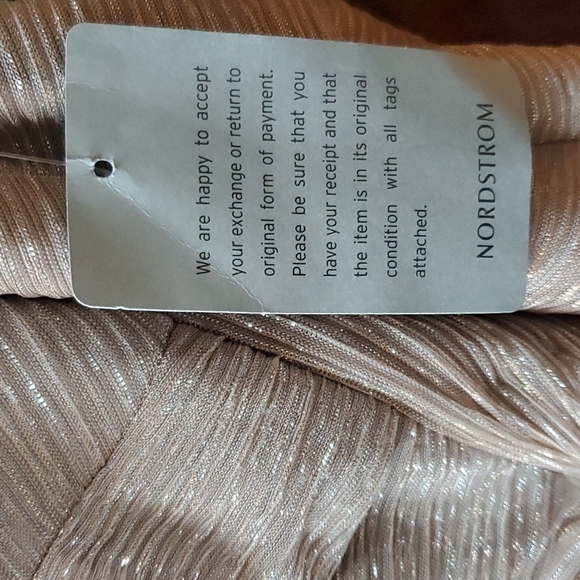 We are happy to accept
your exchange or return to
original form of payment.
Please be sure that you
have your receipt and that
the item is in its original
condition with all tags
attached.
NORDSTROM